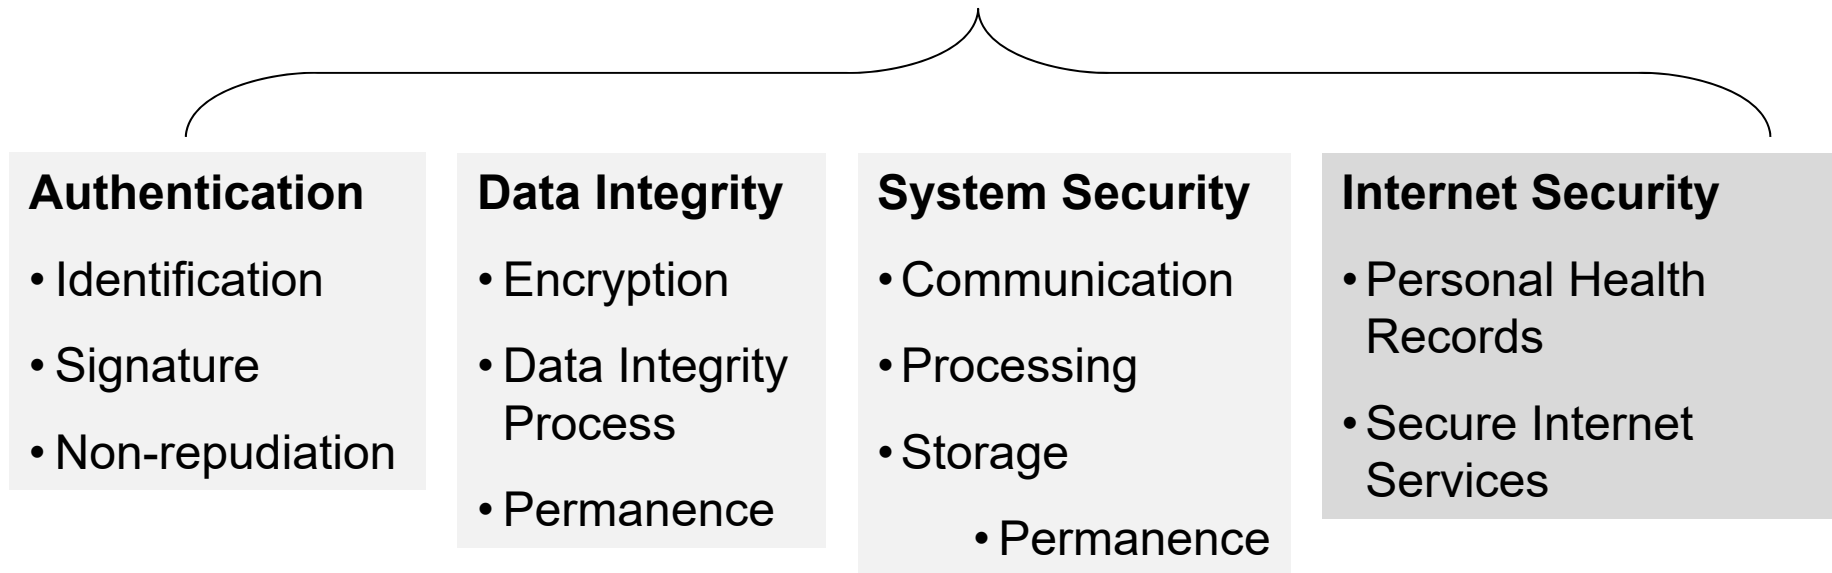 Authentication
• Identification
• Signature
• Non-repudiation
Data Integrity
• Encryption
• Data Integrity
Process
• Permanence
System Security
• Communication
• Processing
• Storage
• Permanence
Internet Security
• Personal Health
Records
• Secure Internet
Services